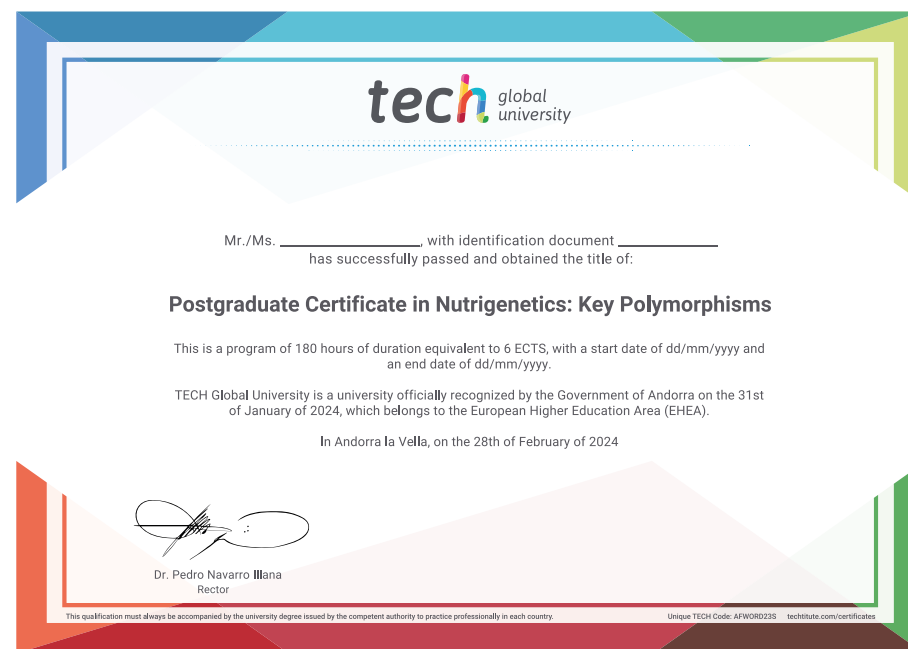 tech global
university
Mr./Ms. ____________, with identification document ____________
has successfully passed and obtained the title of:
Postgraduate Certificate in Nutrigenetics: Key Polymorphisms
This is a program of 180 hours of duration equivalent to 6 ECTS, with a start date of dd/mm/yyyy and
an end date of dd/mm/yyyy.
TECH Global University is a university officially recognized by the Government of Andorra on the 31st
of January of 2024, which belongs to the European Higher Education Area (EHEA).
In Andorra la Vella, on the 28th of February of 2024
Dr. Pedro Navarro Illana
Rector
This qualification must always be accompanied by the university degree issued by the competent authority to practice professionally in each country.
Unique TECH Code: AFWORD23S techtitute.com/certificates